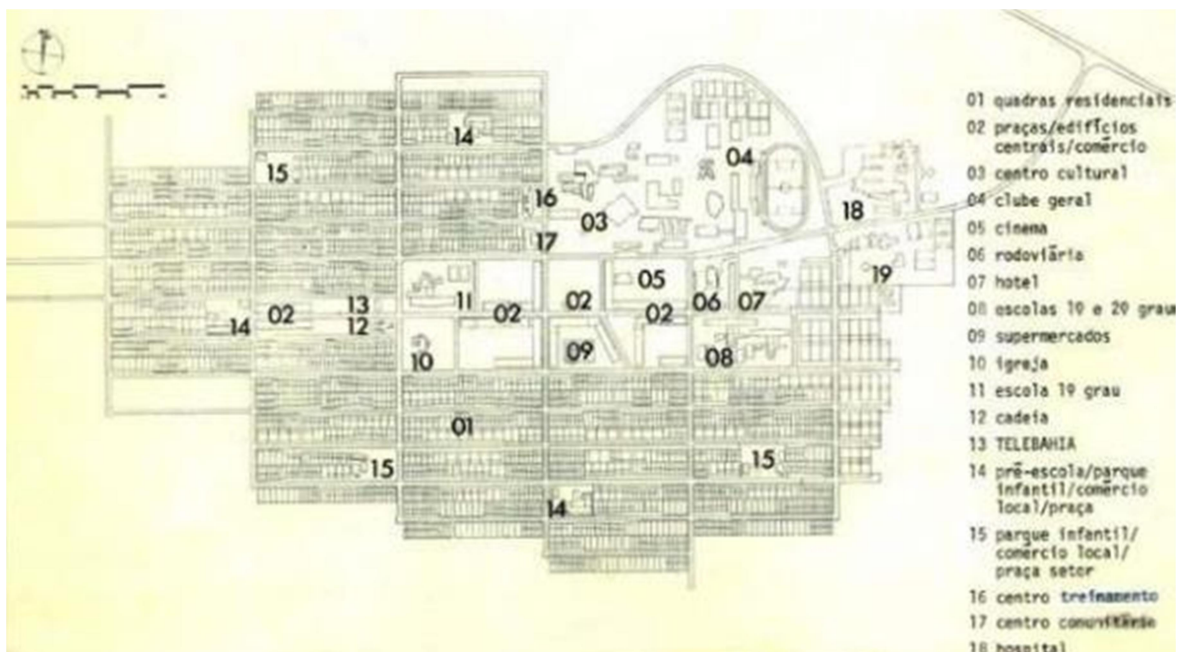 14
15
04
16
18
03
17
05
19
11
02
02
06
07
13
02
02
14
12
09
10
08
01
15
15
14
01 quadras residenciais
02 praças/edifícios
centrais/comércio
03 centro cultural
04 clube geral
05 cinema
06 rodoviária
07 hotel
08 escolas 1º e 2º grau
09 supermercados
10 igreja
11 escola 1º grau
12 cadeia
13 TELEBAHIA
14 pré-escola/parque
infantil/comércio
local/praça
15 parque infantil/
comércio local/
praça setor
16 centro treinamento
17 centro comunitário
18 hospital